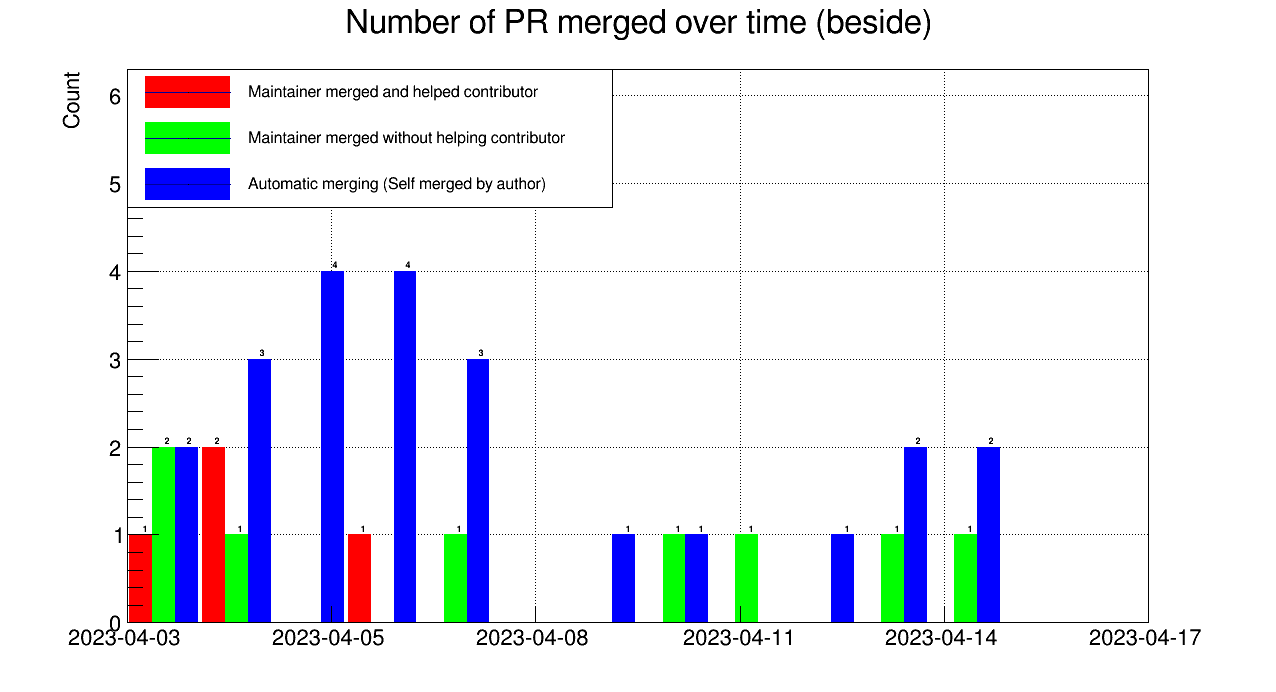 Number of PR merged over time (beside)
Count
6
5
4
3
2
1
0
Maintainer merged and helped contributor
Maintainer merged without helping contributor
Automatic merging (Self merged by author)
4 4
3 3
2 2 2 2 2
1 1 1 1 1 1 1 1 1 1 1
2023-04-03 2023-04-05 2023-04-08 2023-04-11 2023-04-14 2023-04-17